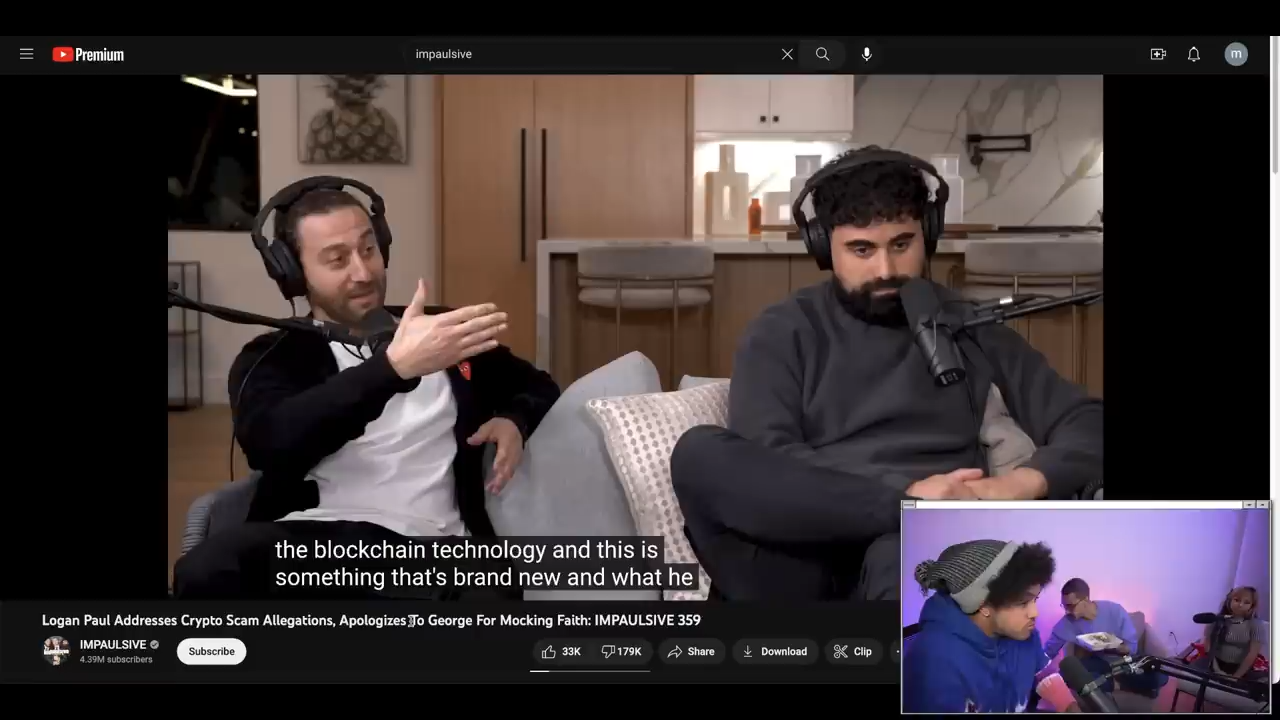 Premium
impaulsive
m
the blockchain technology and this is
something that's brand new and what he
Logan Paul Addresses Crypto Scam Allegations, Apologizes To George For Mocking Faith: IMPAULSIVE 359
IMPAULSIVE
4.39M subscribers
Subscribe
33K
179K
Share
Download
Clip